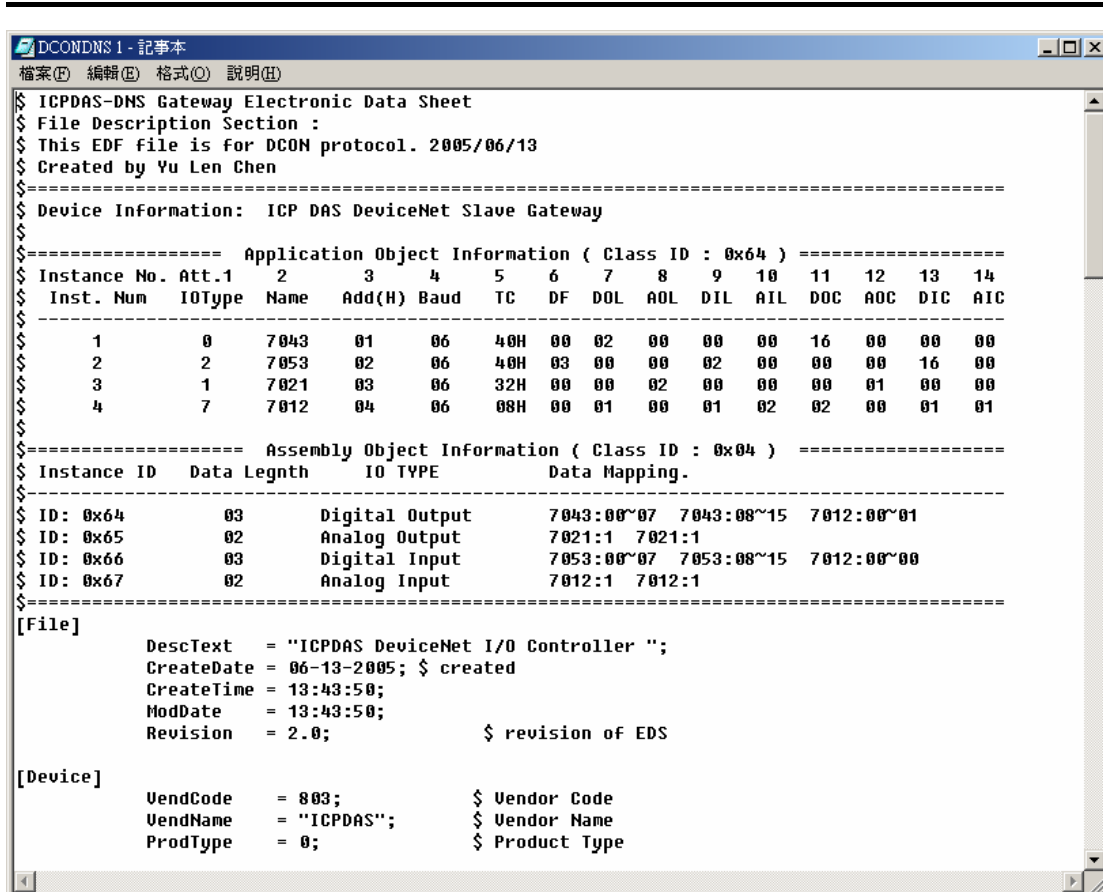 DCONDNS 1 - 記事本
檔案(F) 編輯(E) 格式(O) 說明(H)
$ ICPDAS-DNS Gateway Electronic Data Sheet
$ File Description Section :
$ This EDF file is for DCON protocol. 2005/06/13
$ Created by Yu Len Chen
$==========================================================================================
$ Device Information:  ICP DAS DeviceNet Slave Gateway
$
$==================  Application Object Information ( Class ID : 0x64 ) ===================
$ Instance No. Att.1    2       3     4     5    6   7    8    9    10   11   12   13   14
$  Inst. Num   IOType  Name   Add(H) Baud   TC   DF  DOL  AOL  DIL  AIL  DOC  AOC  DIC  AIC
$ -----------------------------------------------------------------------------------------
$      1         0     7043     01    06    40H  00  02   00   00   00   16   00   00   00
$      2         2     7053     02    06    40H  03  00   00   02   00   00   00   16   00
$      3         1     7021     03    06    32H  00  00   02   00   00   00   01   00   00
$      4         7     7012     04    06    08H  00  01   00   01   02   02   00   01   01
$
$====================  Assembly Object Information ( Class ID : 0x04 )  ===================
$ Instance ID   Data Legnth     IO TYPE          Data Mapping.
$------------------------------------------------------------------------------------------
$ ID: 0x64         03       Digital Output       7043:00~07  7043:08~15  7012:00~01
$ ID: 0x65         02       Analog Output        7021:1  7021:1
$ ID: 0x66         03       Digital Input        7053:00~07  7053:08~15  7012:00~00
$ ID: 0x67         02       Analog Input         7012:1  7012:1
$==========================================================================================
[File]
DescText   = "ICPDAS DeviceNet I/O Controller ";
CreateDate = 06-13-2005; $ created
CreateTime = 13:43:50;
ModDate    = 13:43:50;
Revision   = 2.0;              $ revision of EDS
[Device]
VendCode    = 803;            $ Vendor Code
VendName    = "ICPDAS";       $ Vendor Name
ProdType    = 0;              $ Product Type